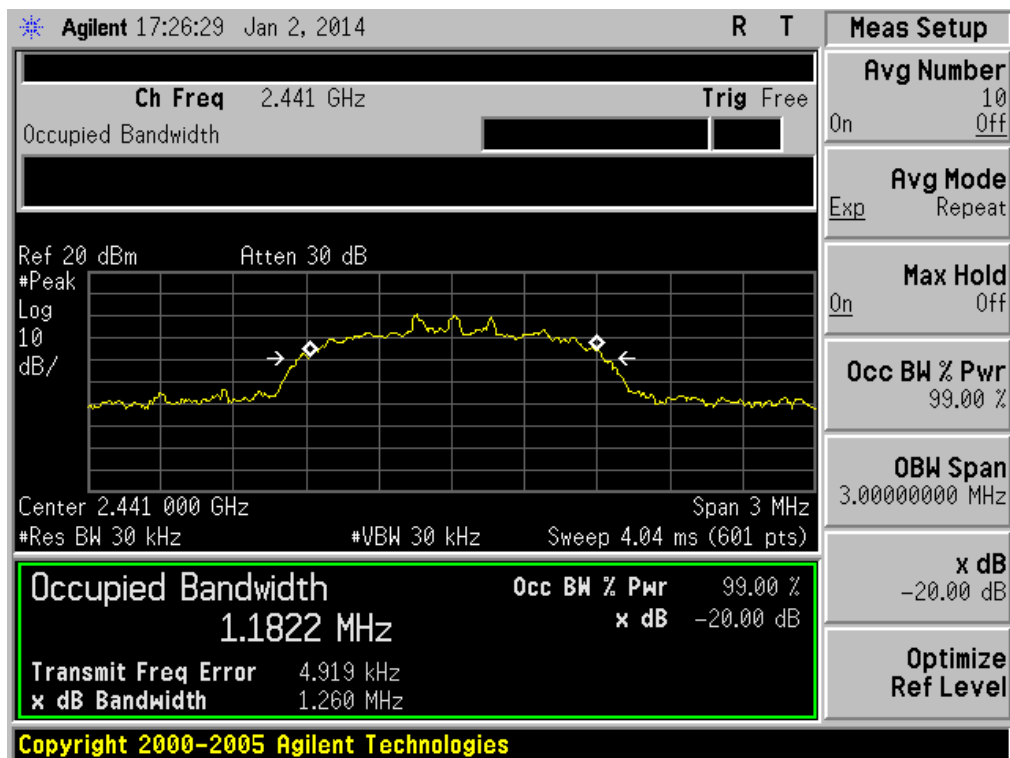 Agilent 17:26:29 Jan 2, 2014 R T
Ch Freq 2.441 GHz Trig Free
Occupied Bandwidth
Ref 20 dBm Atten 30 dB
#Peak
Log
10
dB/
Center 2.441 000 GHz Span 3 MHz
#Res BW 30 kHz #VBW 30 kHz Sweep 4.04 ms (601 pts)
Occupied Bandwidth Occ BW % Pwr 99.00 %
1.1822 MHz x dB -20.00 dB
Transmit Freq Error 4.919 kHz
x dB Bandwidth 1.260 MHz
Copyright 2000-2005 Agilent Technologies
Meas Setup
Avg Number
10
On Off
Avg Mode
Exp Repeat
Max Hold
On Off
Occ BW % Pwr
99.00 %
OBW Span
3.00000000 MHz
x dB
-20.00 dB
Optimize
Ref Level